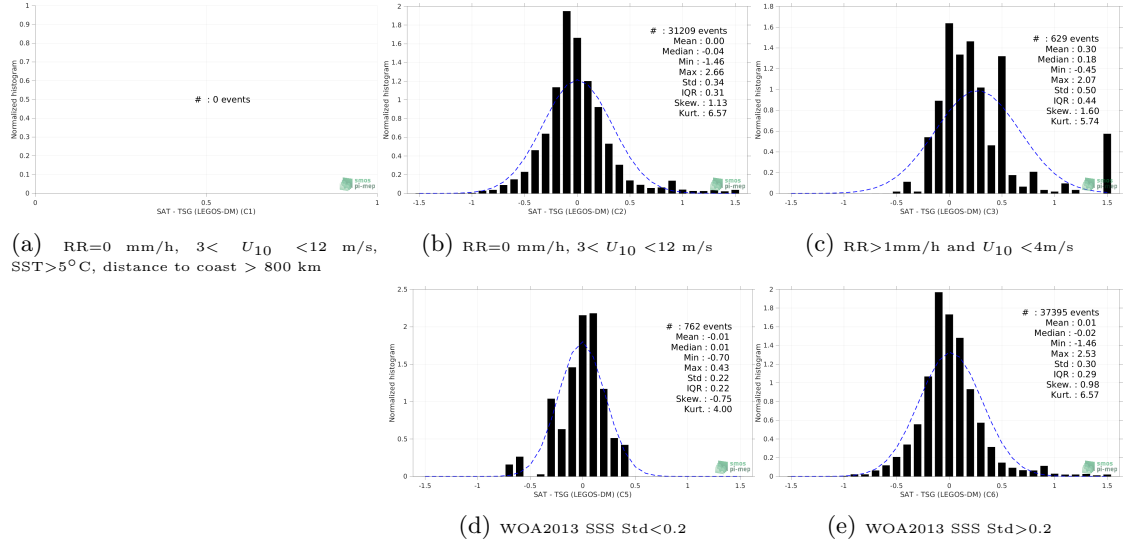 1
0.9
0.8
0.7
0.6
0.5
0.4
0.3
0.2
0.1
0
Normalized histogram
# : 0 events
0 0.5 1
SAT - TSG (LEGOS-DM) (C1)
smos
pi-mep
(a) RR=0 mm/h, 3< U10 <12 m/s,
SST>5°C, distance to coast > 800 km
2
1.8
1.6
1.4
1.2
1
0.8
0.6
0.4
0.2
0
Normalized histogram
# : 31209 events
Mean : 0.00
Median : -0.04
Min : -1.46
Max : 2.66
Std : 0.34
IQR : 0.31
Skew. : 1.13
Kurt. : 6.57
-1.5 -1 -0.5 0 0.5 1 1.5
SAT - TSG (LEGOS-DM) (C2)
smos
pi-mep
(b) RR=0 mm/h, 3< U10 <12 m/s
1.8
1.6
1.4
1.2
1
0.8
0.6
0.4
0.2
0
Normalized histogram
# : 629 events
Mean : 0.30
Median : 0.18
Min : -0.45
Max : 2.07
Std : 0.50
IQR : 0.44
Skew. : 1.60
Kurt. : 5.74
-1.5 -1 -0.5 0 0.5 1 1.5
SAT - TSG (LEGOS-DM) (C3)
smos
pi-mep
(c) RR>1mm/h and U10 <4m/s
2.5
2
1.5
1
0.5
0
Normalized histogram
# : 762 events
Mean : -0.01
Median : 0.01
Min : -0.70
Max : 0.43
Std : 0.22
IQR : 0.22
Skew. : -0.75
Kurt. : 4.00
-1.5 -1 -0.5 0 0.5 1 1.5
SAT - TSG (LEGOS-DM) (C5)
smos
pi-mep
(d) WOA2013 SSS Std<0.2
2
1.8
1.6
1.4
1.2
1
0.8
0.6
0.4
0.2
0
Normalized histogram
# : 37395 events
Mean : 0.01
Median : -0.02
Min : -1.46
Max : 2.53
Std : 0.30
IQR : 0.29
Skew. : 0.98
Kurt. : 6.57
-1.5 -1 -0.5 0 0.5 1 1.5
SAT - TSG (LEGOS-DM) (C6)
smos
pi-mep
(e) WOA2013 SSS Std>0.2